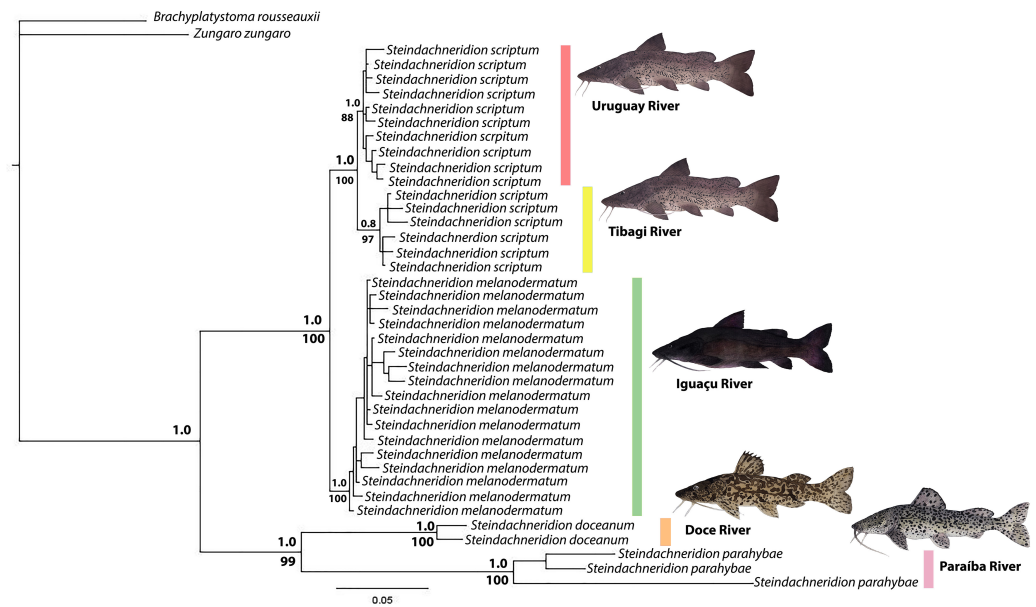 Brachyplatystoma rousseauxii
Zungaro zungaro
Steindachneridion scriptum
Steindachneridion scriptum
Steindachneridion scriptum
Steindachneridion scriptum
1.0
88
Steindachneridion scriptum
Steindachneridion scriptum
Steindachneridion scrpitum
Steindachneridion scriptum
Steindachneridion scriptum
Steindachneridion scriptum
Uruguay River
1.0
100
Steindachneridion scriptum
Steindachneridion scriptum
Steindachneridion scriptum
Steindachnerdion scriptum
Steindachneridion scriptum
Steindachneridion scriptum
0.8
97
Tibagi River
Steindachneridion melanodermatum
Steindachneridion melanodermatum
Steindachneridion melanodermatum
Steindachneridion melanodermatum
1.0
100
Steindachneridion melanodermatum
Steindachneridion melanodermatum
Steindachneridion melanodermatum
Steindachneridion melanodermatum
Steindachneridion melanodermatum
Steindachneridion melanodermatum
Steindachneridion melanodermatum
Steindachneridion melanodermatum
Steindachneridion melanodermatum
Steindachneridion melanodermatum
Steindachneridion melanodermatum
Steindachneridion melanodermatum
Steindachneridion melanodermatum
Iguaçu River
1.0
1.0
100
Steindachneridion doceanum
Steindachneridion doceanum
1.0
100
Doce River
1.0
99
Steindachneridion parahybae
Steindachneridion parahybae
Steindachneridion parahybae
1.0
100
Paraíba River
0.05